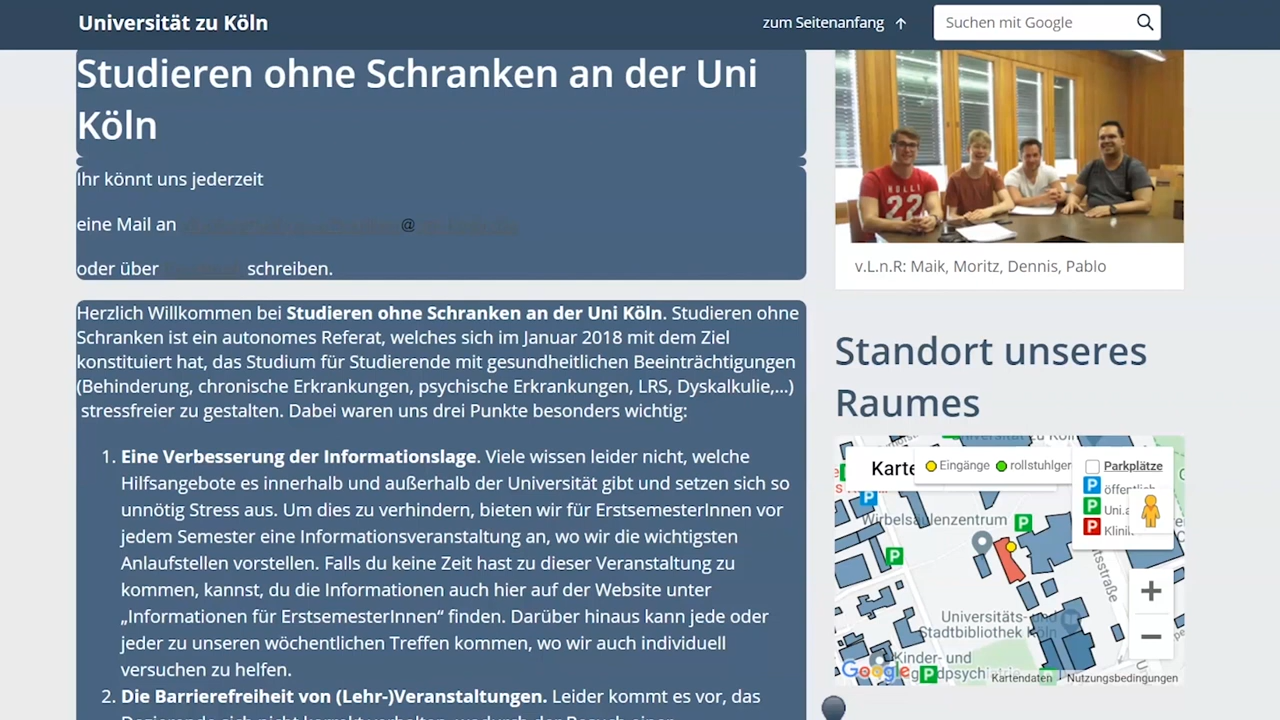 Universität zu Köln
zum Seitenanfang ↑
Suchen mit Google
Studieren ohne Schranken an der Uni
Köln
Ihr könnt uns jederzeit
eine Mail an @
oder über schreiben.
Herzlich Willkommen bei Studieren ohne Schranken an der Uni Köln. Studieren ohne
Schranken ist ein autonomes Referat, welches sich im Januar 2018 mit dem Ziel
konstituiert hat, das Studium für Studierende mit gesundheitlichen Beeinträchtigungen
(Behinderung, chronische Erkrankungen, psychische Erkrankungen, LRS, Dyskalkulie,...)
stressfreier zu gestalten. Dabei waren uns drei Punkte besonders wichtig:
1. Eine Verbesserung der Informationslage. Viele wissen leider nicht, welche
Hilfsangebote es innerhalb und außerhalb der Universität gibt und setzen sich so
unnötig Stress aus. Um dies zu verhindern, bieten wir für ErstsemesterInnen vor
jedem Semester eine Informationsveranstaltung an, wo wir die wichtigsten
Anlaufstellen vorstellen. Falls du keine Zeit hast zu dieser Veranstaltung zu
kommen, kannst, du die Informationen auch hier auf der Website unter
„Informationen für ErstsemesterInnen“ finden. Darüber hinaus kann jede oder
jeder zu unseren wöchentlichen Treffen kommen, wo wir auch individuell
versuchen zu helfen.
2. Die Barrierefreiheit von (Lehr-)Veranstaltungen. Leider kommt es vor, das
HULL
22
v.L.n.R: Maik, Moritz, Dennis, Pablo
Standort unseres
Raumes
Karte
Eingänge
rollstuhlger
Parkplätze
P öffentlich
P Uni.
P Klinik
Wirbelsäulenzentrum
P
P
P
Universitäts- und
Stadtbibliothek Köln
Kinder- und
P
Google
Kartendaten
Nutzungsbedingungen
+
−